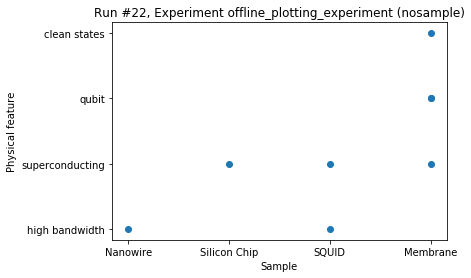 Run #22, Experiment offline_plotting_experiment (nosample)
clean states
qubit
superconducting
high bandwidth
Physical feature
Nanowire Silicon Chip SQUID Membrane
Sample